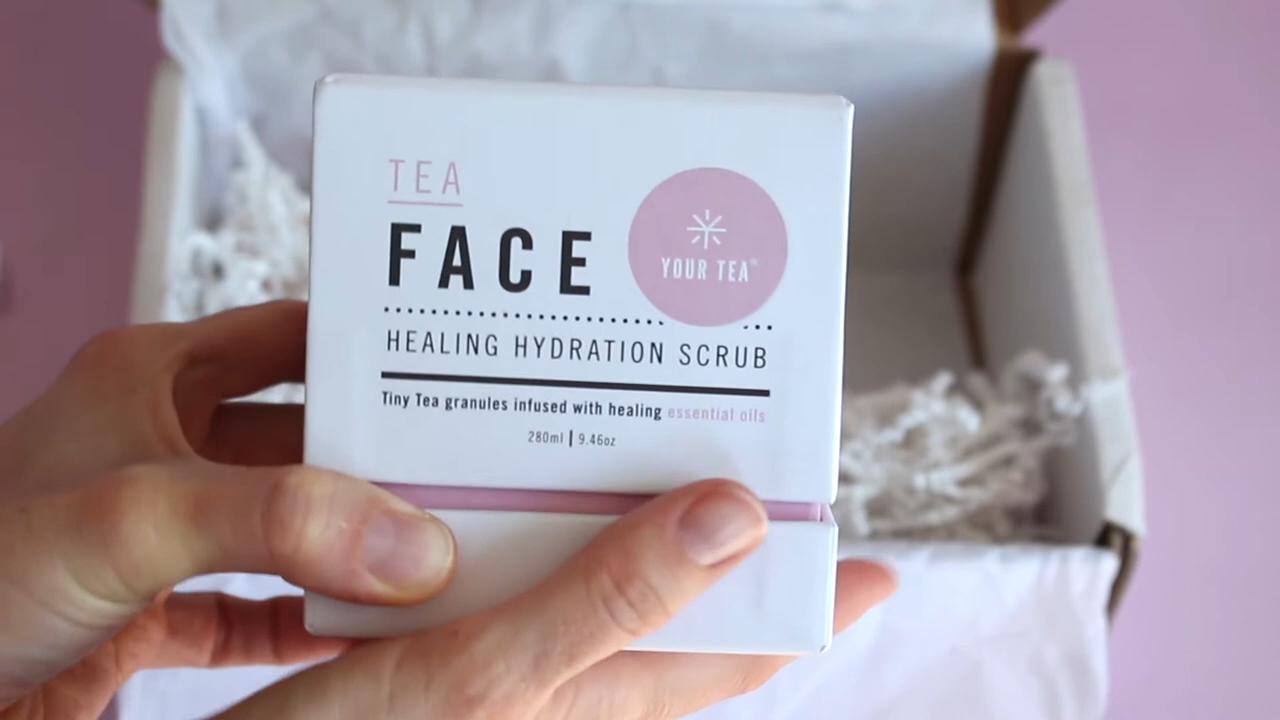 TEA
FACE
YOUR TEA®
HEALING HYDRATION SCRUB
Tiny Tea granules infused with healing essential oils
280ml | 9.46oz